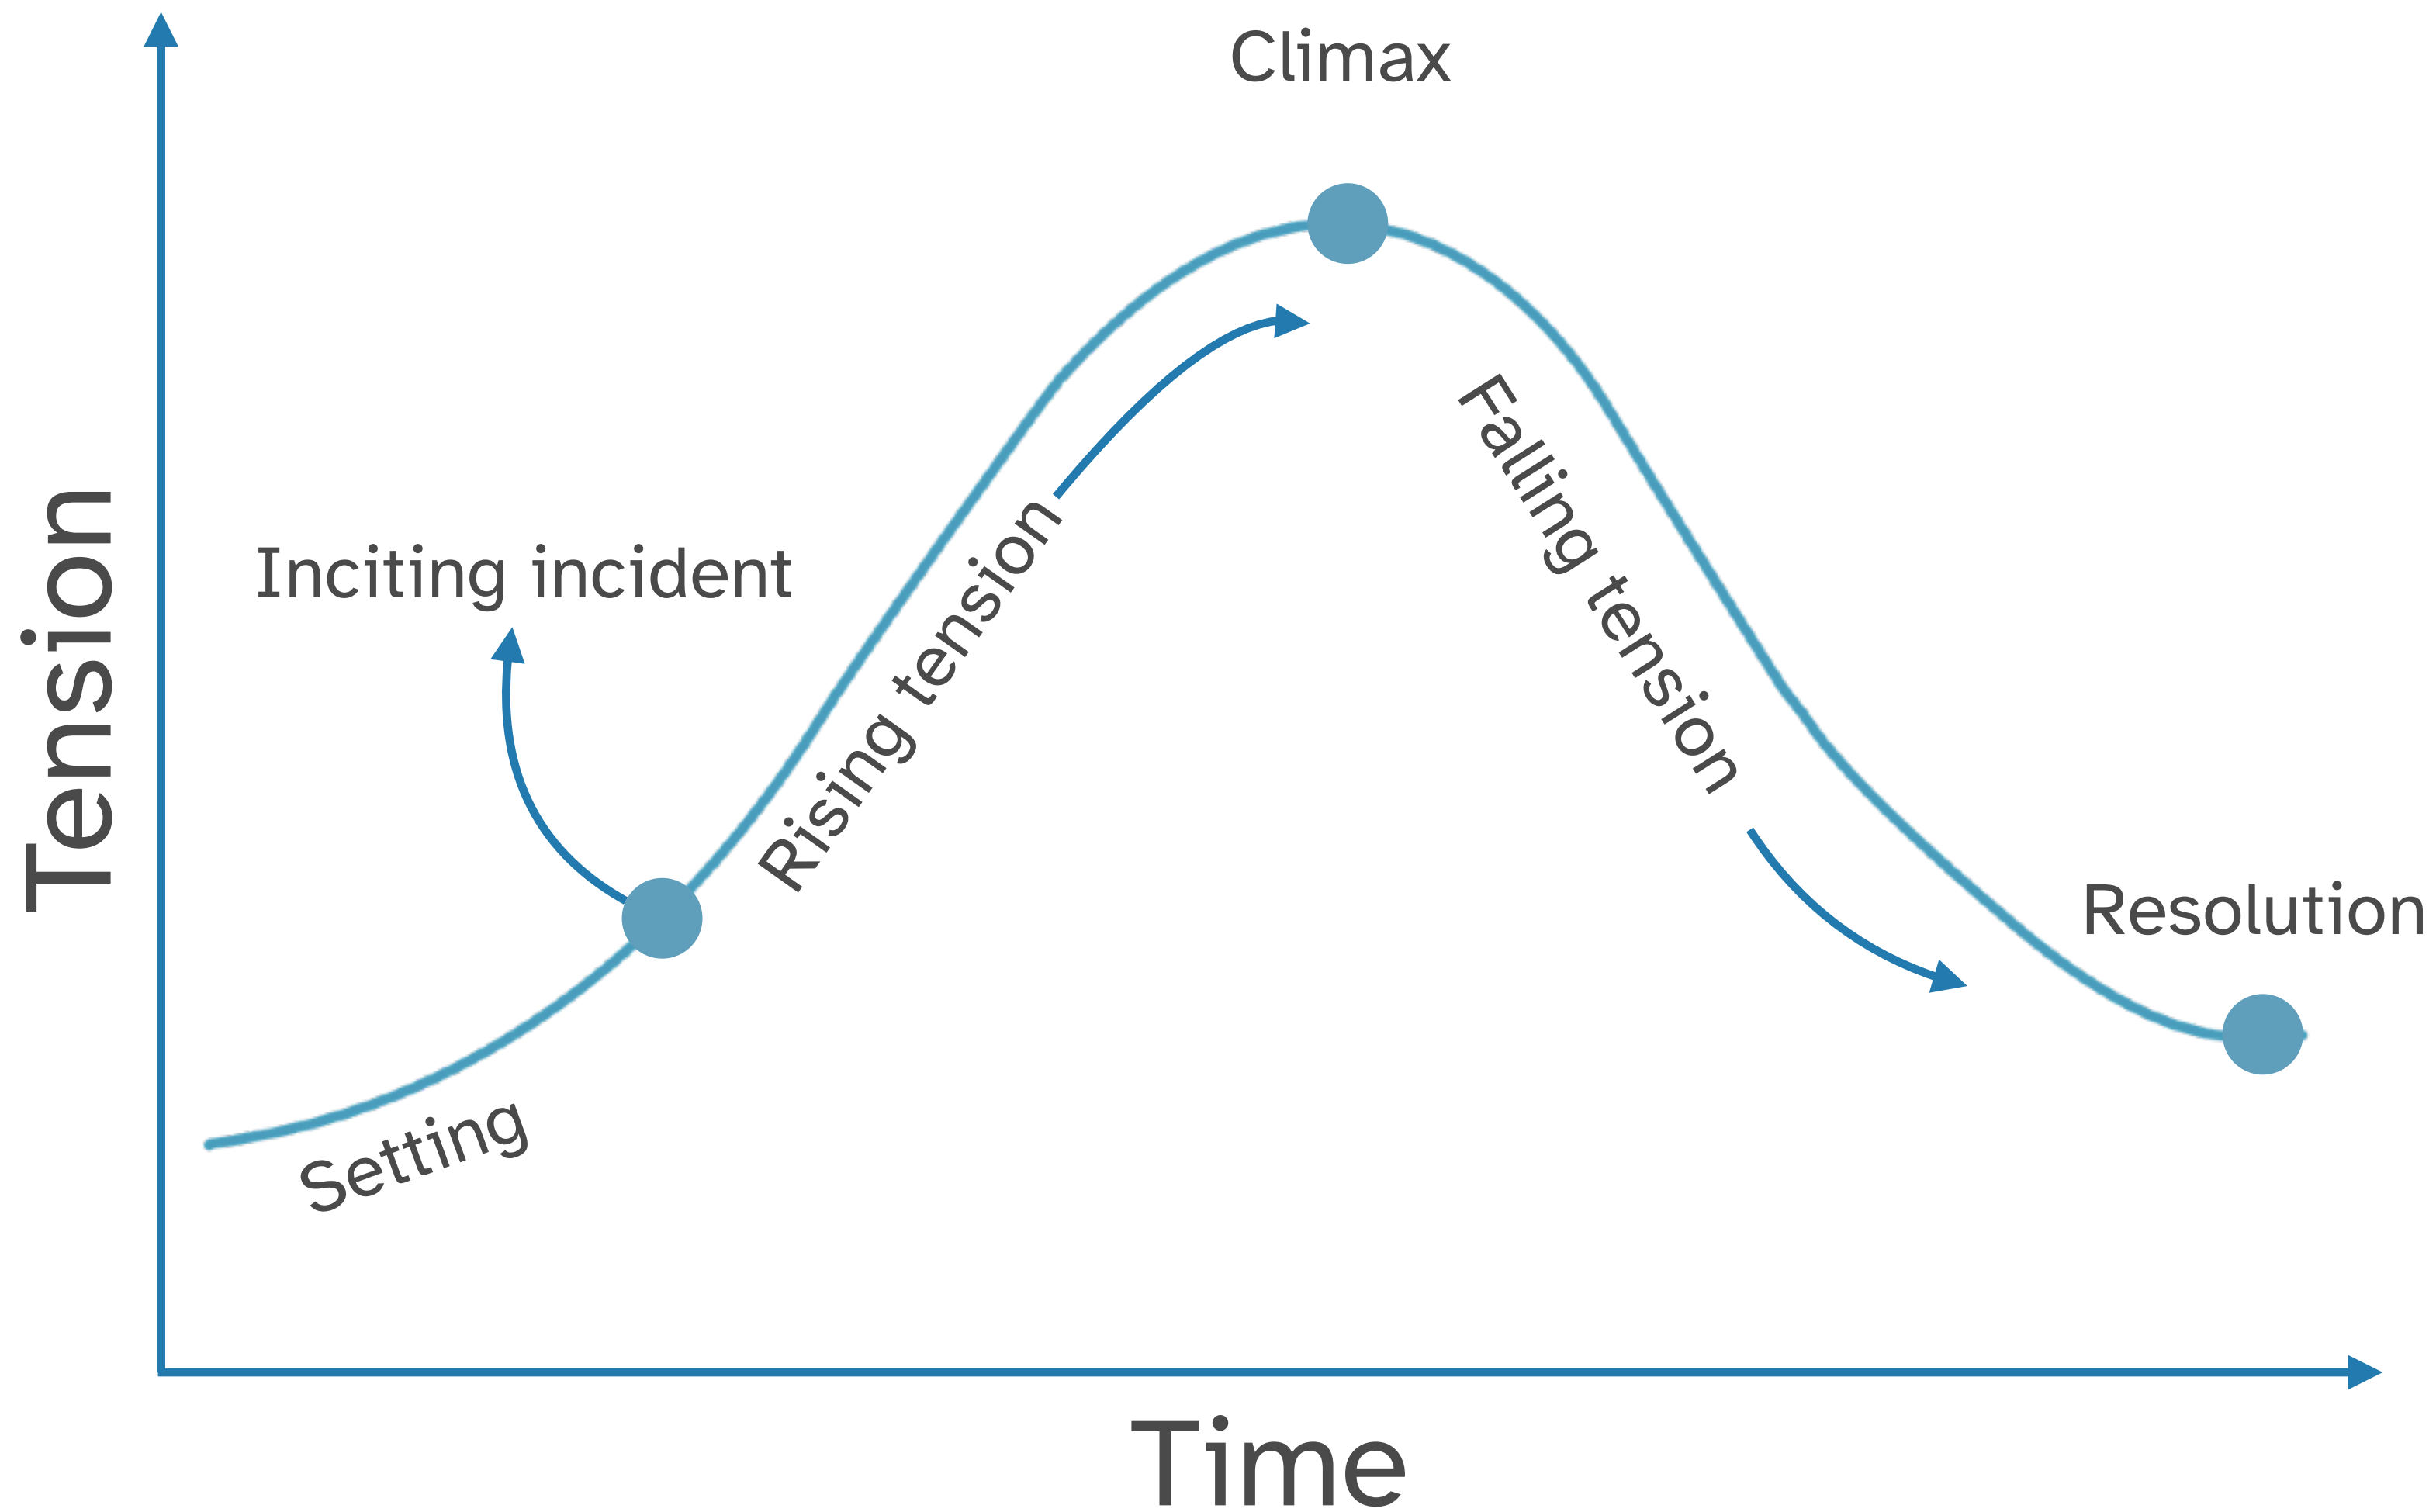 Climax
Tension
Inciting incident
Rising tension
Falling tension
Resolution
Setting
Time